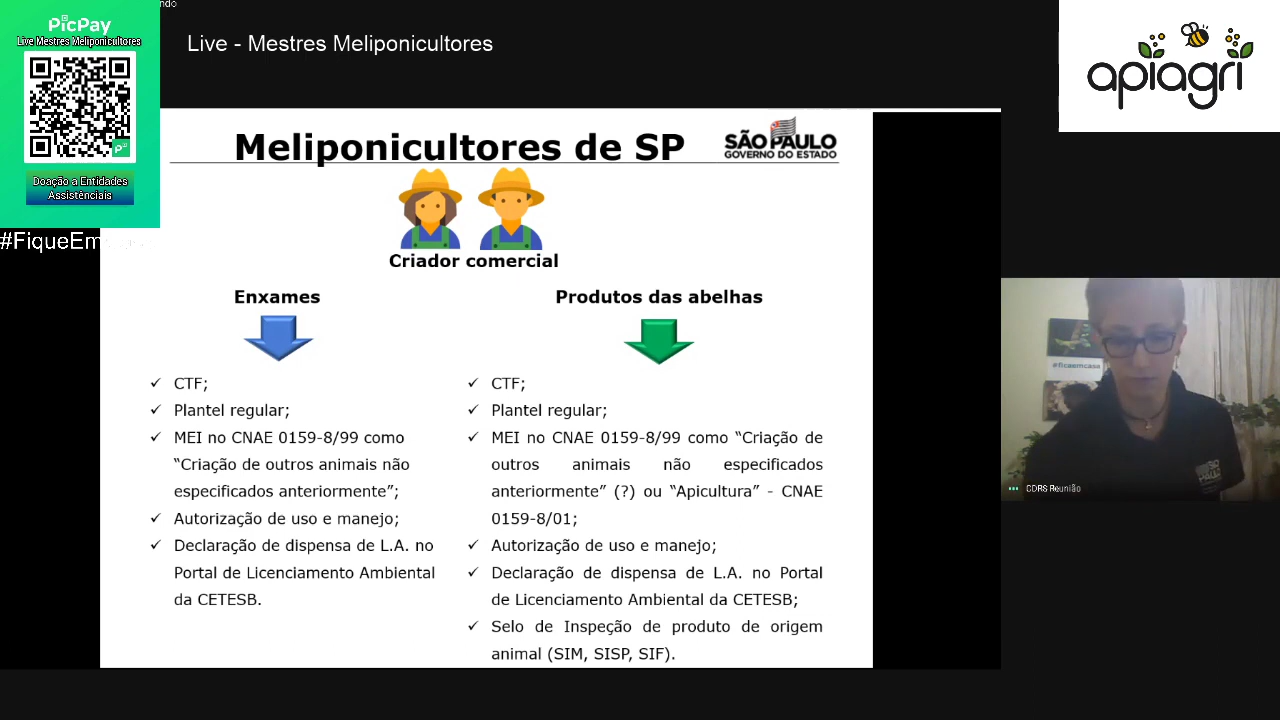 ndo
PicPay
Live Mestres Meliponicultores
Doação a Entidades
Assistênciais
#FiqueEm
Live - Mestres Meliponicultores
apiagri
Meliponicultores de SP
SÃO PAULO
GOVERNO DO ESTADO
Criador comercial
Enxames
✓ CTF;
✓ Plantel regular;
✓ MEI no CNAE 0159-8/99 como
“Criação de outros animais não
especificados anteriormente”;
✓ Autorização de uso e manejo;
✓ Declaração de dispensa de L.A. no
Portal de Licenciamento Ambiental
da CETESB.
Produtos das abelhas
✓ CTF;
✓ Plantel regular;
✓ MEI no CNAE 0159-8/99 como “Criação de
outros animais não especificados
anteriormente” (?) ou “Apicultura” - CNAE
0159-8/01;
✓ Autorização de uso e manejo;
✓ Declaração de dispensa de L.A. no Portal
de Licenciamento Ambiental da CETESB;
✓ Selo de Inspeção de produto de origem
animal (SIM, SISP, SIF).
#fiqueemcasa
CDRS Reunião